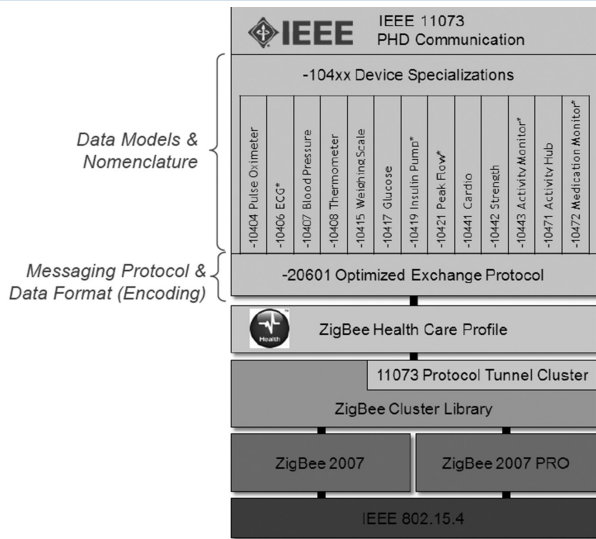 IEEE
IEEE 11073
PHD Communication
-104xx Device Specializations
Data Models &
Nomenclature
-10404 Pulse Oximeter
-10406 ECG*
-10407 Blood Pressure
-10408 Thermometer
-10415 Weighing Scale
-10417 Glucose
-10419 Insulin Pump*
-10421 Peak Flow*
-10441 Cardio
-10442 Strength
-10443 Activity Monitor*
-10471 Activity Hub
-10472 Medication Monitor*
Messaging Protocol &
Data Format (Encoding)
-20601 Optimized Exchange Protocol
Health
ZigBee Health Care Profile
11073 Protocol Tunnel Cluster
ZigBee Cluster Library
ZigBee 2007
ZigBee 2007 PRO
IEEE 802.15.4